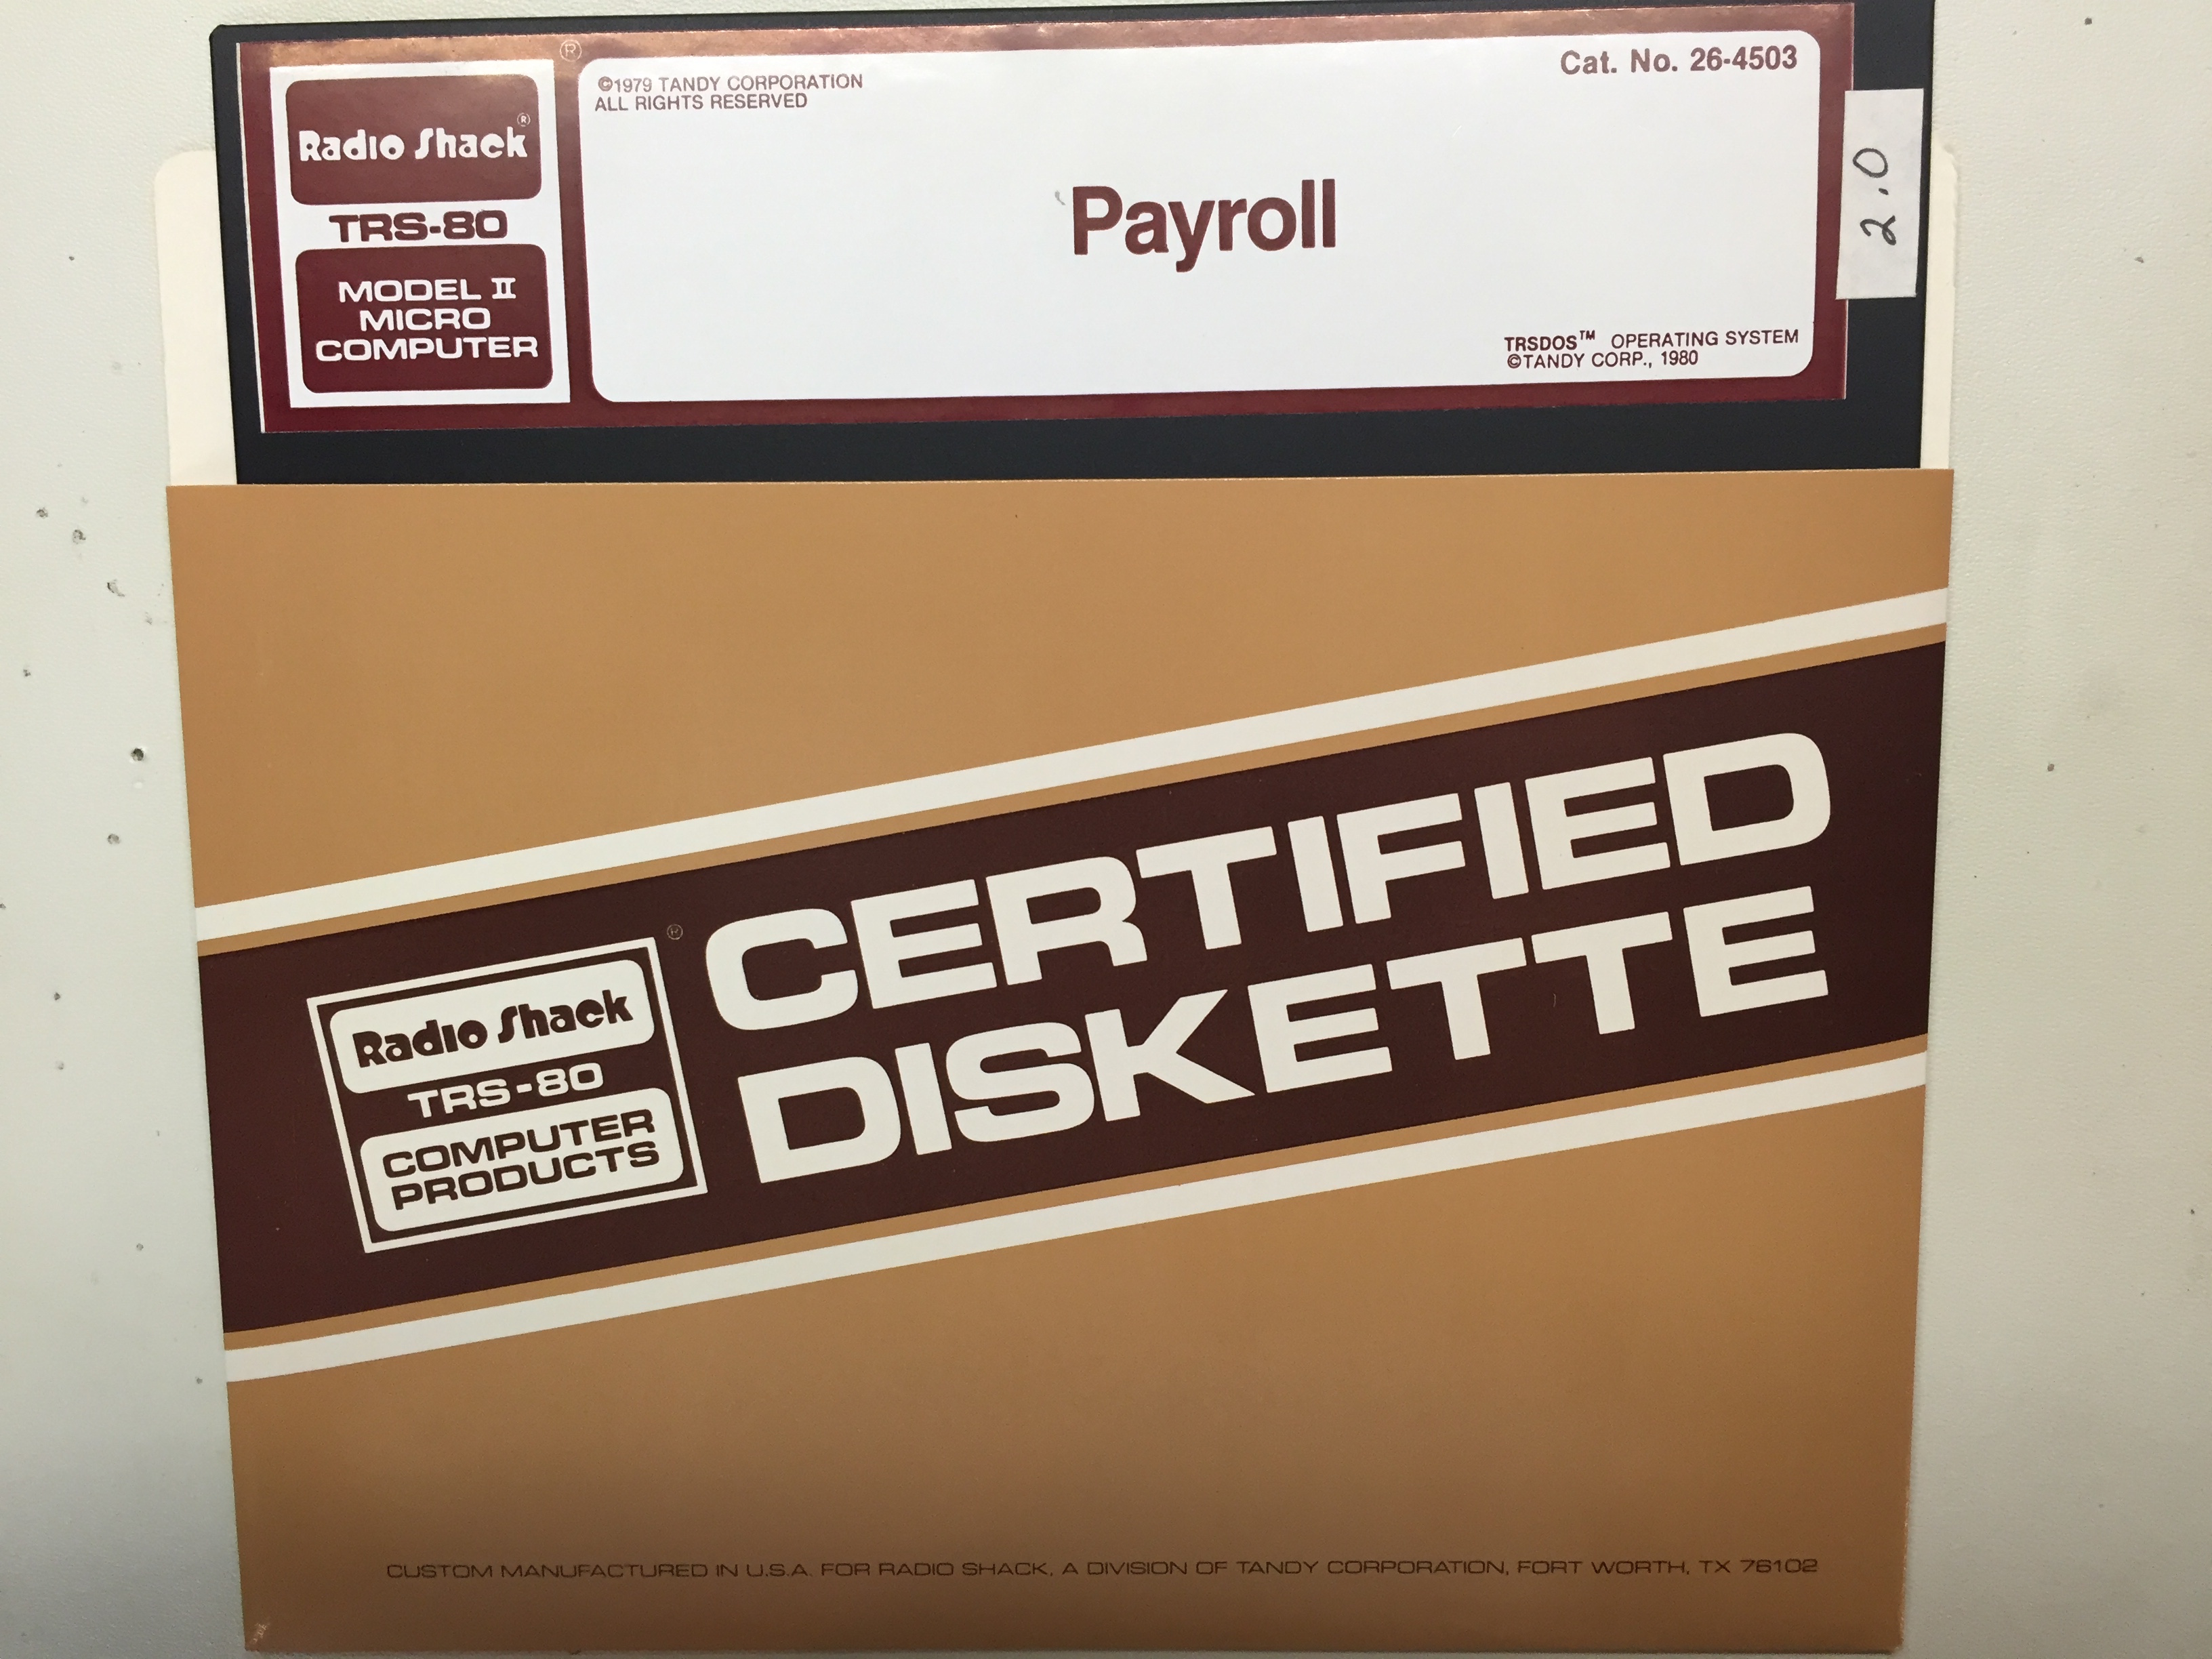 Radio Shack®
TRS-80
MODEL II
MICRO
COMPUTER
®
©1979 TANDY CORPORATION
ALL RIGHTS RESERVED
Cat. No. 26-4503
Payroll
TRSDOS™ OPERATING SYSTEM
©TANDY CORP., 1980
2.0
Radio Shack
TRS-80
COMPUTER
PRODUCTS
®
CERTIFIED
DISKETTE
CUSTOM MANUFACTURED IN U.S.A. FOR RADIO SHACK, A DIVISION OF TANDY CORPORATION, FORT WORTH, TX 76102